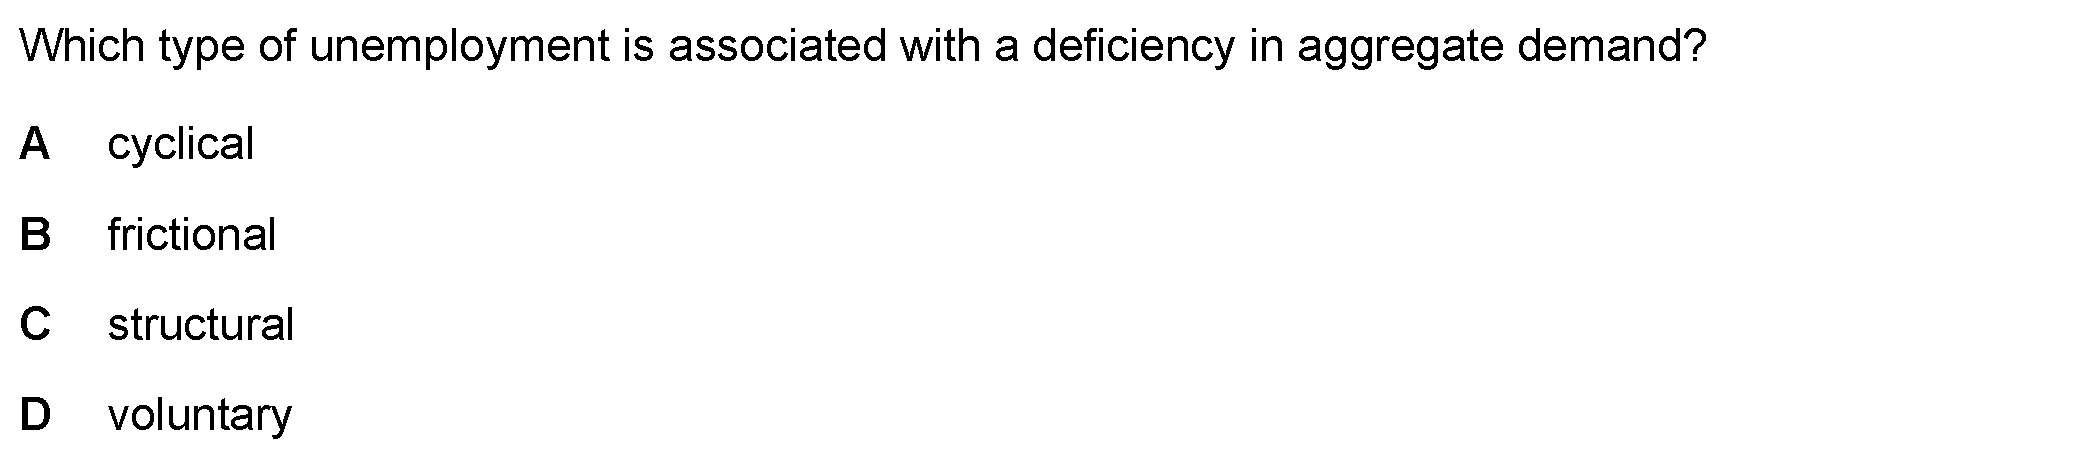 Which type of unemployment is associated with a deficiency in aggregate demand?
A cyclical
B frictional
C structural
D voluntary